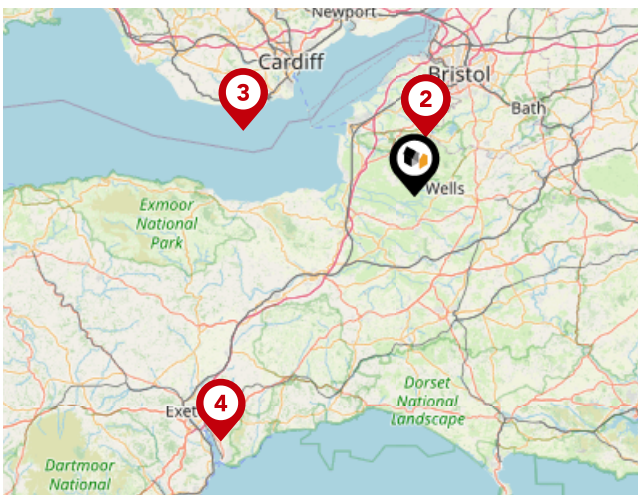 Newport
Cardiff
3
Bristol
2
Bath
Wells
Exmoor
National
Park
Dorset
National
Landscape
4
Exet
Dartmoor
National